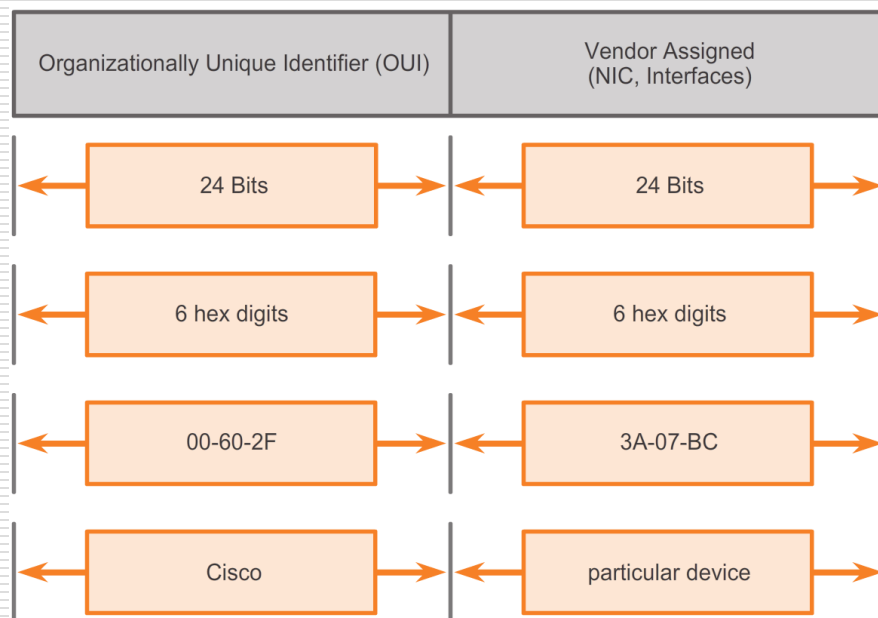 Organizationally Unique Identifier (OUI)
Vendor Assigned
(NIC, Interfaces)
24 Bits
24 Bits
6 hex digits
6 hex digits
00-60-2F
3A-07-BC
Cisco
particular device